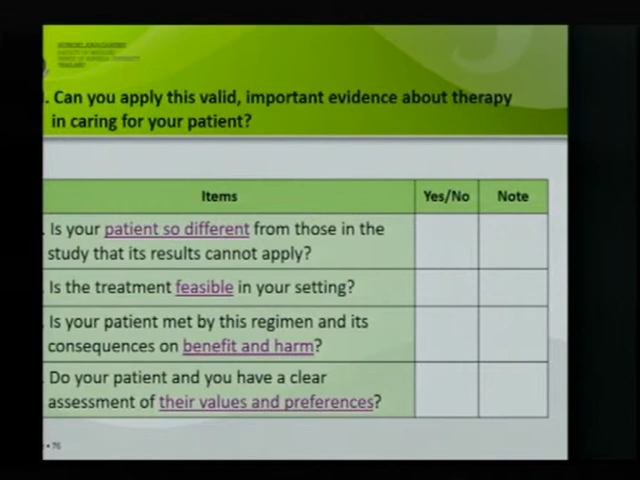 . Can you apply this valid, important evidence about therapy
in caring for your patient?
Items Yes/No Note
. Is your patient so different from those in the
study that its results cannot apply?
. Is the treatment feasible in your setting?
. Is your patient met by this regimen and its
consequences on benefit and harm?
. Do your patient and you have a clear
assessment of their values and preferences?
• 76